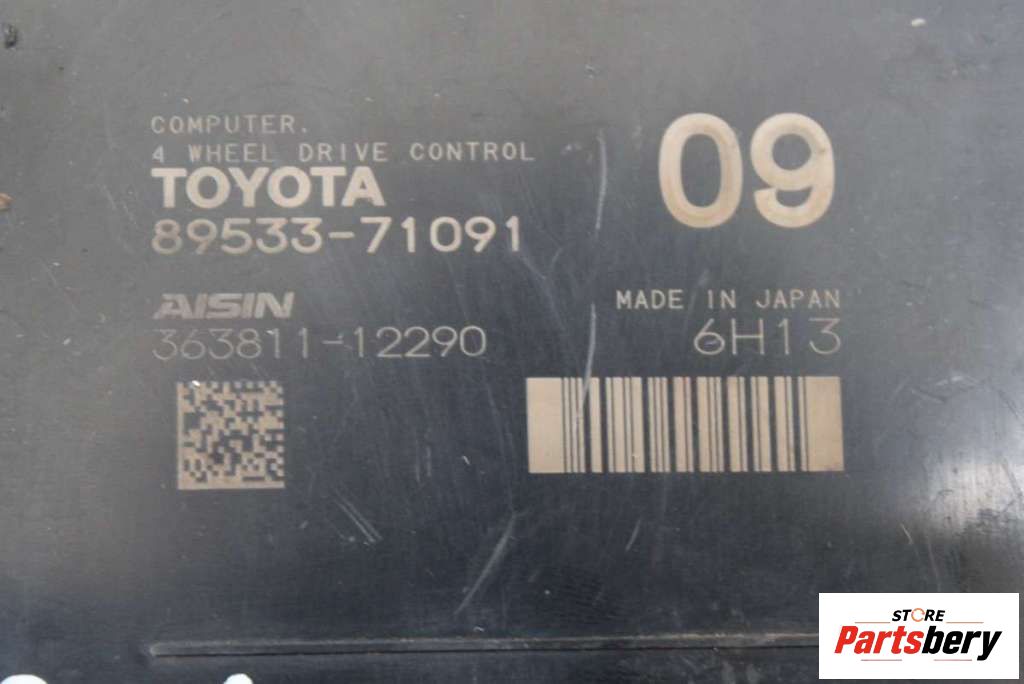 COMPUTER.
4 WHEEL DRIVE CONTROL
TOYOTA
89533-71091
09
AISIN
363811-12290
MADE IN JAPAN
6H13
STORE
Partsbery